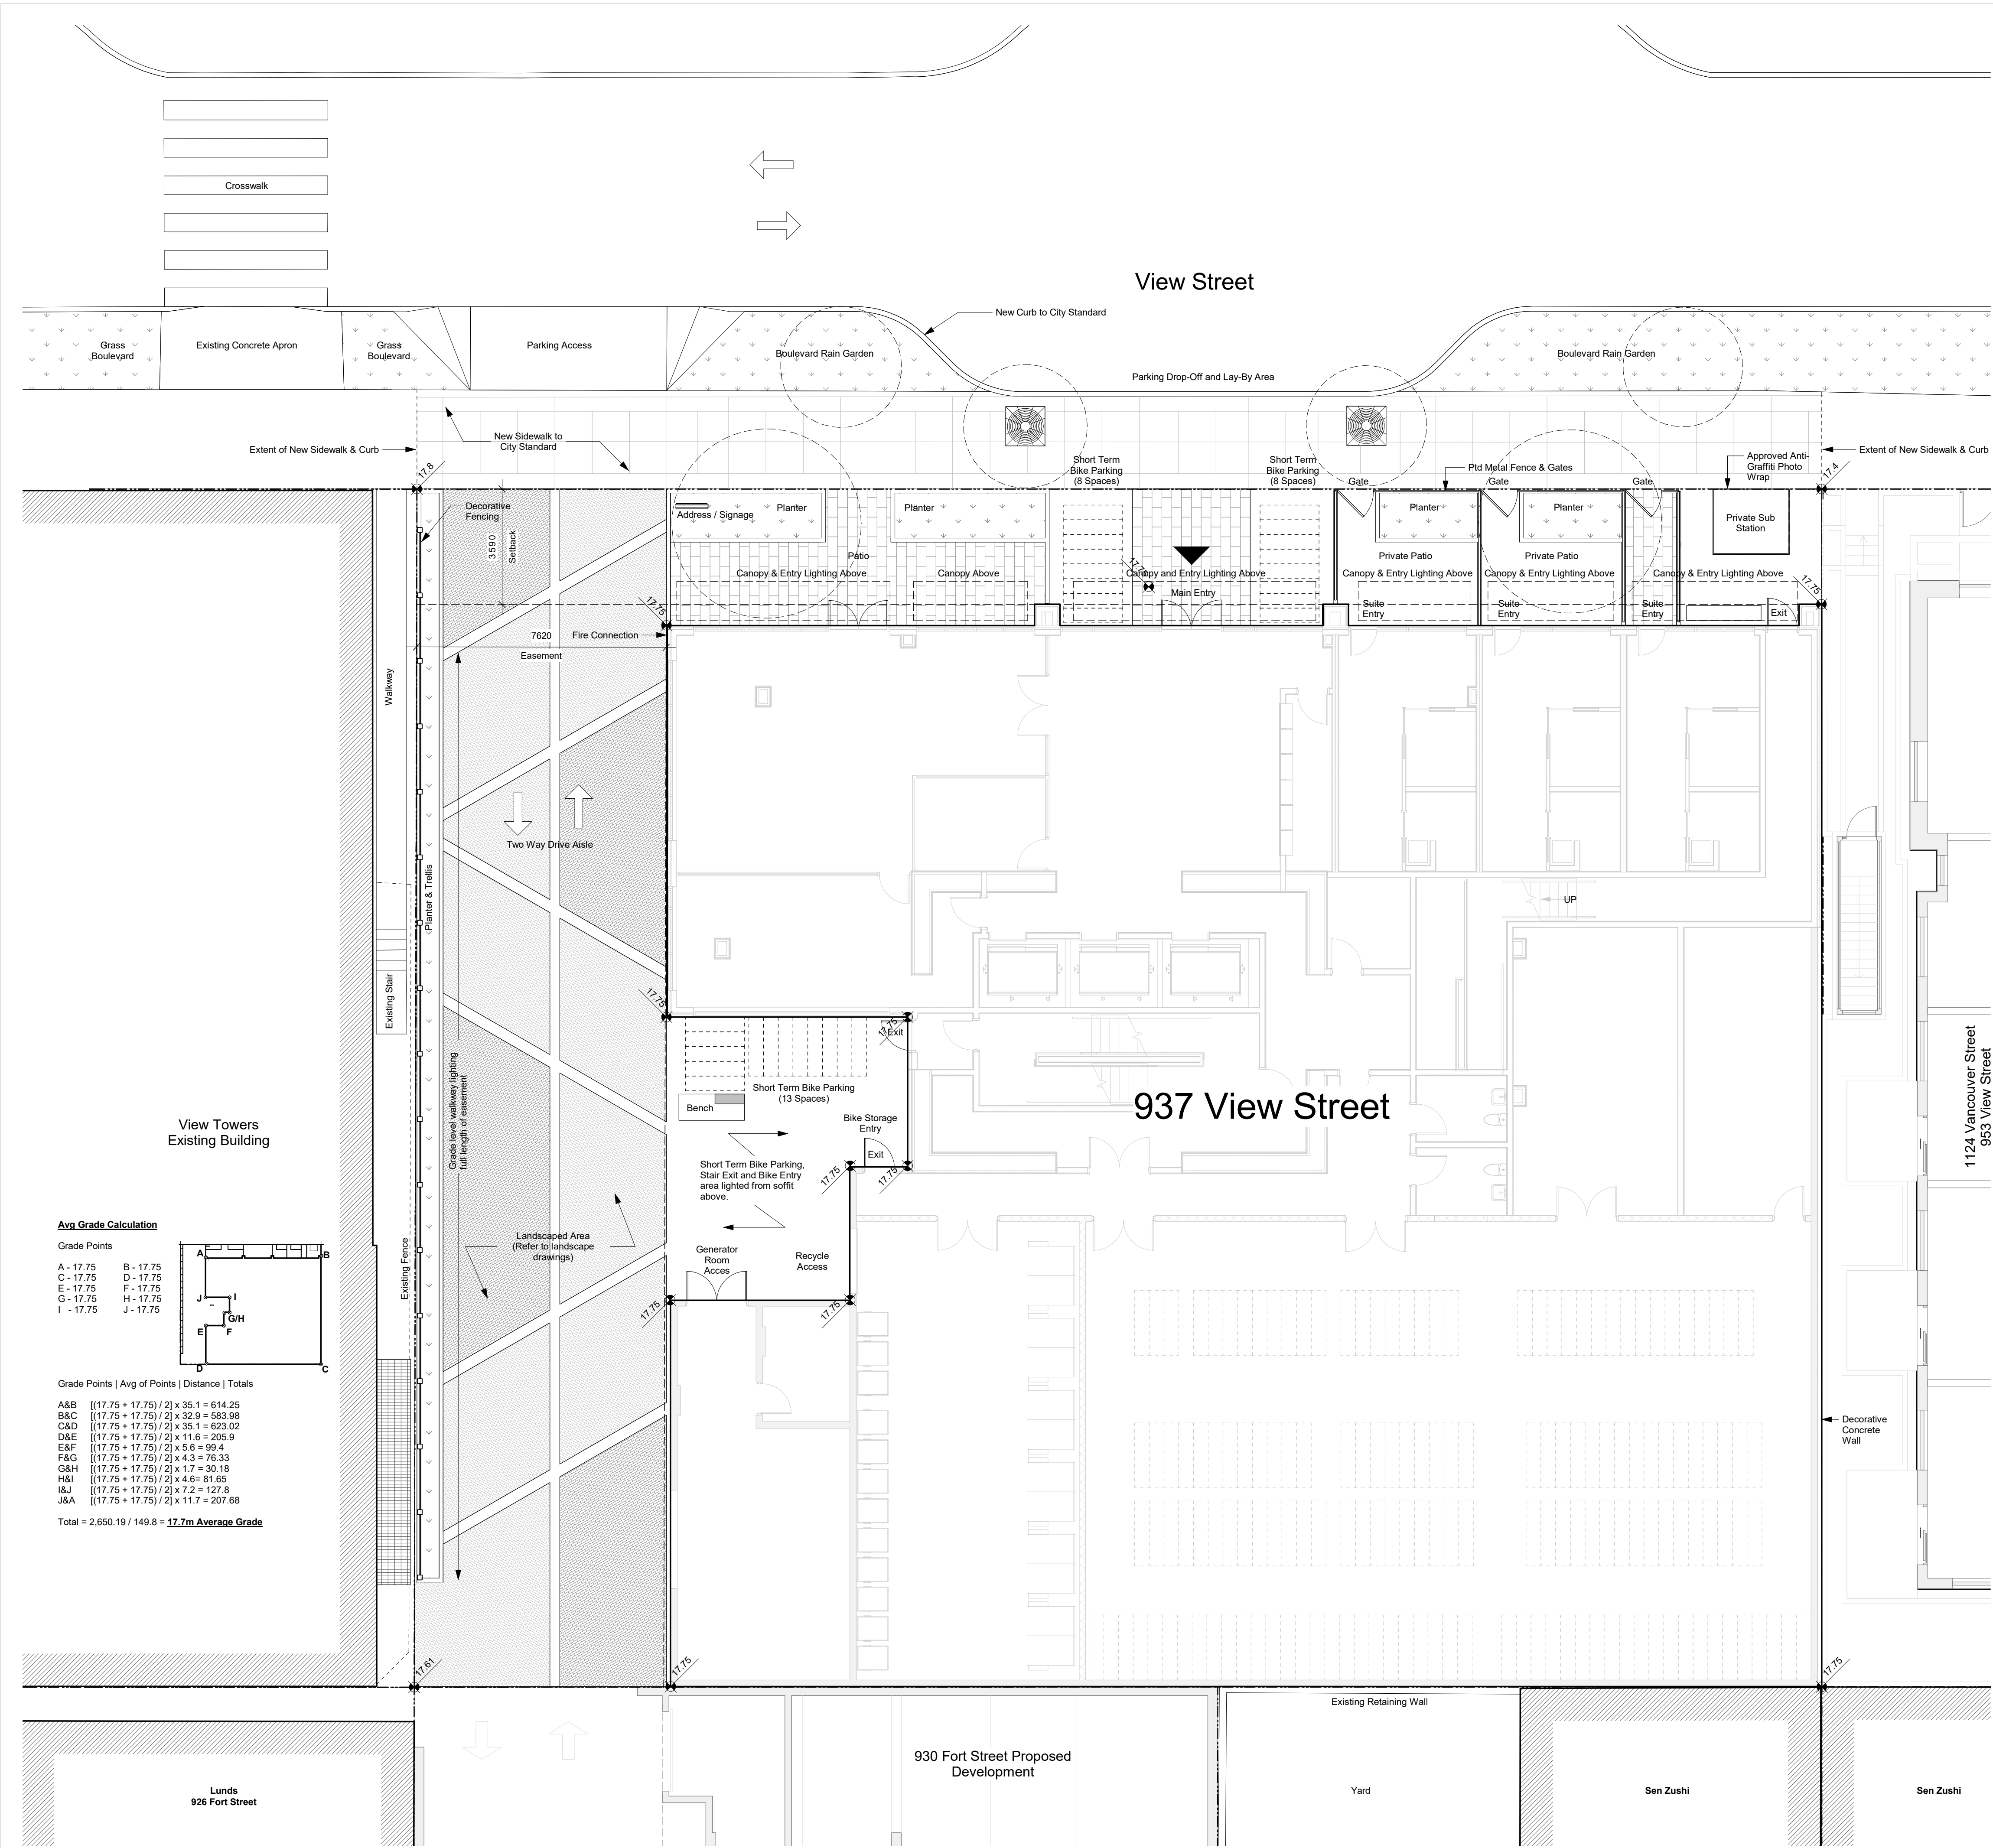 Crosswalk
View Street
New Curb to City Standard
Grass
Boulevard
Existing Concrete Apron
Grass
Boulevard
Parking Access
Boulevard Rain Garden
Boulevard Rain Garden
Parking Drop-Off and Lay-By Area
New Sidewalk to
City Standard
Extent of New Sidewalk & Curb
Extent of New Sidewalk & Curb
17.8
17.4
Short Term
Bike Parking
(8 Spaces)
Short Term
Bike Parking
(8 Spaces)
Ptd Metal Fence & Gates
Approved Anti-
Graffiti Photo
Wrap
Gate
Gate
Gate
Decorative
Fencing
3590
Setback
Address / Signage
Planter
Planter
Planter
Planter
Private Sub
Station
Patio
Private Patio
Private Patio
Canopy & Entry Lighting Above
Canopy Above
17.75
Canopy and Entry Lighting Above
Canopy & Entry Lighting Above
Canopy & Entry Lighting Above
Canopy & Entry Lighting Above
17.75
Main Entry
17.75
Suite
Entry
Suite
Entry
Suite
Entry
Exit
7620
Easement
Fire Connection
Walkway
Two Way Drive Aisle
Planter & Trellis
UP
Existing Stair
17.75
17.75
Exit
Grade level walkway lighting
full length of easement
Short Term Bike Parking
(13 Spaces)
Bench
Bike Storage
Entry
Exit
937 View Street
1124 Vancouver Street
953 View Street
View Towers
Existing Building
Short Term Bike Parking,
Stair Exit and Bike Entry
area lighted from soffit
above.
17.75
17.75
Landscaped Area
(Refer to landscape
drawings)
Existing Fence
Generator
Room
Acces
Recycle
Access
17.75
17.75
Avg Grade Calculation
Grade Points
A - 17.75 B - 17.75
C - 17.75 D - 17.75
E - 17.75 F - 17.75
G - 17.75 H - 17.75
I - 17.75 J - 17.75
A
B
J
I
G/H
E
F
D
C
Grade Points | Avg of Points | Distance | Totals
A&B [(17.75 + 17.75) / 2] x 35.1 = 614.25
B&C [(17.75 + 17.75) / 2] x 32.9 = 583.98
C&D [(17.75 + 17.75) / 2] x 35.1 = 623.02
D&E [(17.75 + 17.75) / 2] x 11.6 = 205.9
E&F [(17.75 + 17.75) / 2] x 5.6 = 99.4
F&G [(17.75 + 17.75) / 2] x 4.3 = 76.33
G&H [(17.75 + 17.75) / 2] x 1.7 = 30.18
H&I [(17.75 + 17.75) / 2] x 4.6= 81.65
I&J [(17.75 + 17.75) / 2] x 7.2 = 127.8
J&A [(17.75 + 17.75) / 2] x 11.7 = 207.68
Total = 2,650.19 / 149.8 = 17.7m Average Grade
Decorative
Concrete
Wall
17.61
17.75
17.75
Existing Retaining Wall
930 Fort Street Proposed
Development
Lunds
926 Fort Street
Yard
Sen Zushi
Sen Zushi